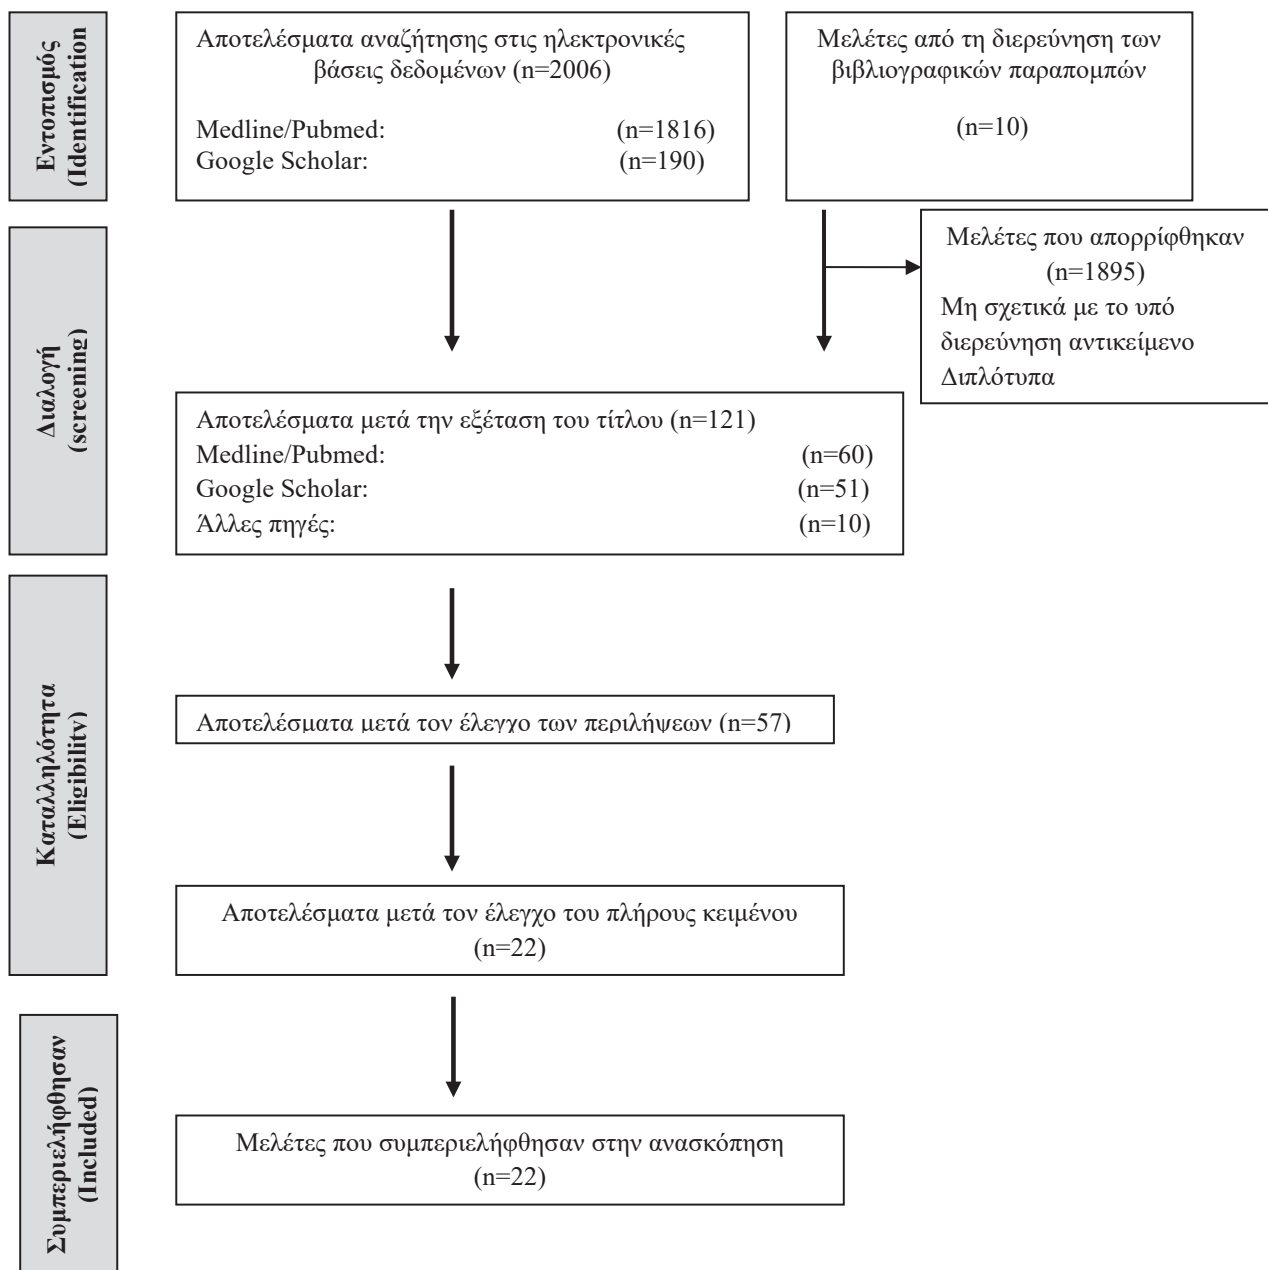 Εντοπισμός
(Identification
Αποτελέσματα αναζήτησης στις ηλεκτρονικές
βάσεις δεδομένων (n=2006)
Medline/Pubmed: (n=1816)
Google Scholar: (n=190)
Μελέτες από τη διερεύνηση των
βιβλιογραφικών παραπομπών
(n=10)
Μελέτες που απορρίφθηκαν
(n=1895)
Μη σχετικά με το υπό
διερεύνηση αντικείμενο
Διπλότυπα
Διαλογή
(screening)
Αποτελέσματα μετά την εξέταση του τίτλου (n=121)
Medline/Pubmed: (n=60)
Google Scholar: (n=51)
Άλλες πηγές: (n=10)
Καταλληλότητα
(Eligibility)
Αποτελέσματα μετά τον έλεγχο των περιλήψεων (n=57)
Αποτελέσματα μετά τον έλεγχο του πλήρους κειμένου
(n=22)
Συμπεριελήφθησαν
(Included)
Μελέτες που συμπεριελήφθησαν στην ανασκόπηση
(n=22)